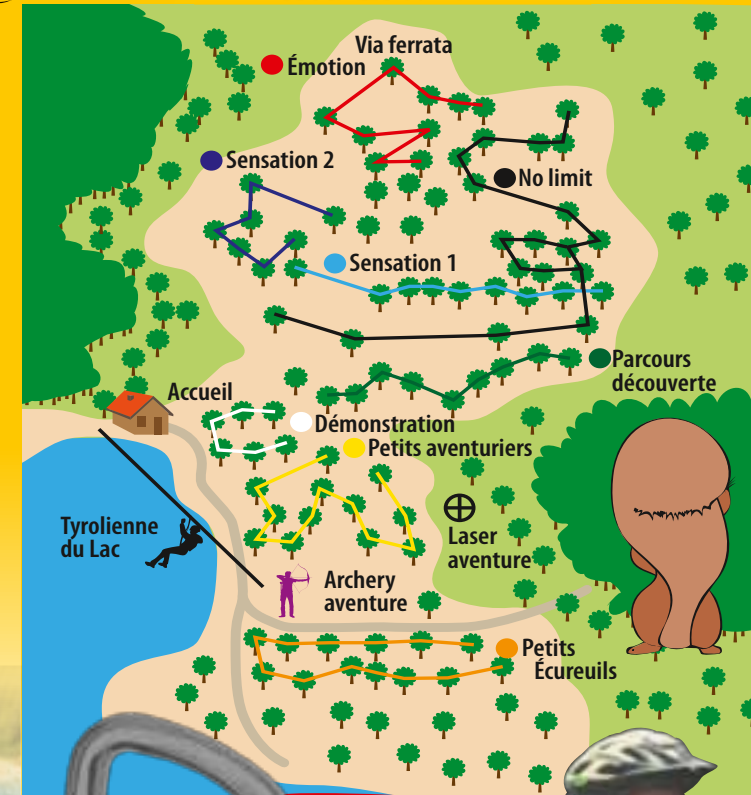 Via ferrata
Émotion
Sensation 2
No limit
Sensation 1
Parcours
découverte
Accueil
Démonstration
Petits aventuriers
Tyrolienne
du Lac
Laser
aventure
Archery
aventure
Petits
Écureuils